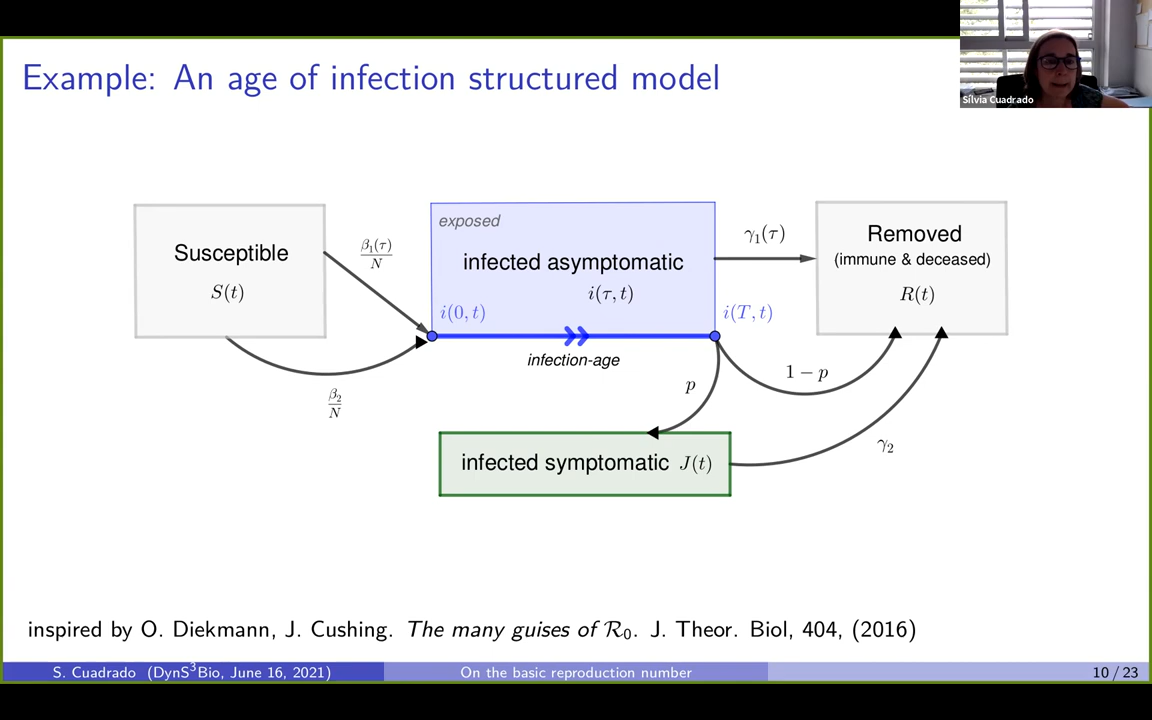 Example: An age of infection structured model
Sílvia Cuadrado
exposed
Susceptible
S(t)
β₁(τ)/N
infected asymptomatic
i(τ, t)
i(0, t)
i(T, t)
infection-age
γ₁(τ)
Removed
(immune & deceased)
R(t)
β₂/N
p
1 − p
infected symptomatic J(t)
γ₂
inspired by O. Diekmann, J. Cushing. The many guises of R₀. J. Theor. Biol, 404, (2016)
S. Cuadrado (DynS³Bio, June 16, 2021) On the basic reproduction number 10 / 23